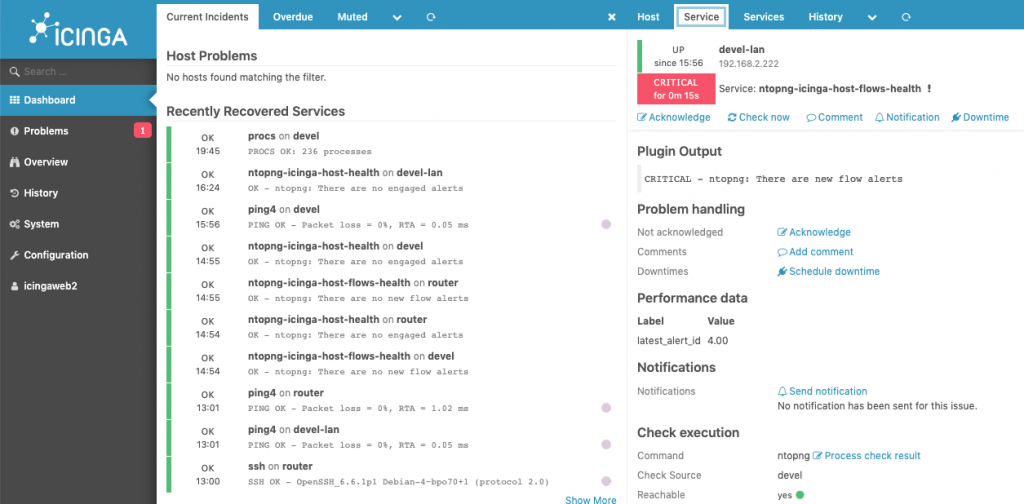 iCINGA
Search ...
Dashboard
Problems
1
Overview
History
System
Configuration
icingaweb2
Current Incidents
Overdue
Muted
Host Problems
No hosts found matching the filter.
Recently Recovered Services
OK
19:45
procs on devel
PROCS OK: 236 processes
OK
16:24
ntopng-icinga-host-health on devel-lan
OK - ntopng: There are no engaged alerts
OK
15:56
ping4 on devel
PING OK - Packet loss = 0%, RTA = 0.05 ms
OK
14:55
ntopng-icinga-host-health on devel
OK - ntopng: There are no engaged alerts
OK
14:55
ntopng-icinga-host-flows-health on router
OK - ntopng: There are no new flow alerts
OK
14:54
ntopng-icinga-host-health on router
OK - ntopng: There are no engaged alerts
OK
14:54
ntopng-icinga-host-flows-health on devel
OK - ntopng: There are no new flow alerts
OK
13:01
ping4 on router
PING OK - Packet loss = 0%, RTA = 1.02 ms
OK
13:01
ping4 on devel-lan
PING OK - Packet loss = 0%, RTA = 0.05 ms
OK
13:00
ssh on router
SSH OK - OpenSSH_6.6.1p1 Debian-4~bpo70+1 (protocol 2.0)
Show More
Host
Service
Services
History
UP
since 15:56
devel-lan
192.168.2.222
CRITICAL
for 0m 15s
Service: ntopng-icinga-host-flows-health !
Acknowledge
Check now
Comment
Notification
Downtime
Plugin Output
CRITICAL - ntopng: There are new flow alerts
Problem handling
Not acknowledged
Acknowledge
Comments
Add comment
Downtimes
Schedule downtime
Performance data
Label Value
latest_alert_id 4.00
Notifications
Notifications
Send notification
No notification has been sent for this issue.
Check execution
Command
ntopng Process check result
Check Source
devel
Reachable
yes